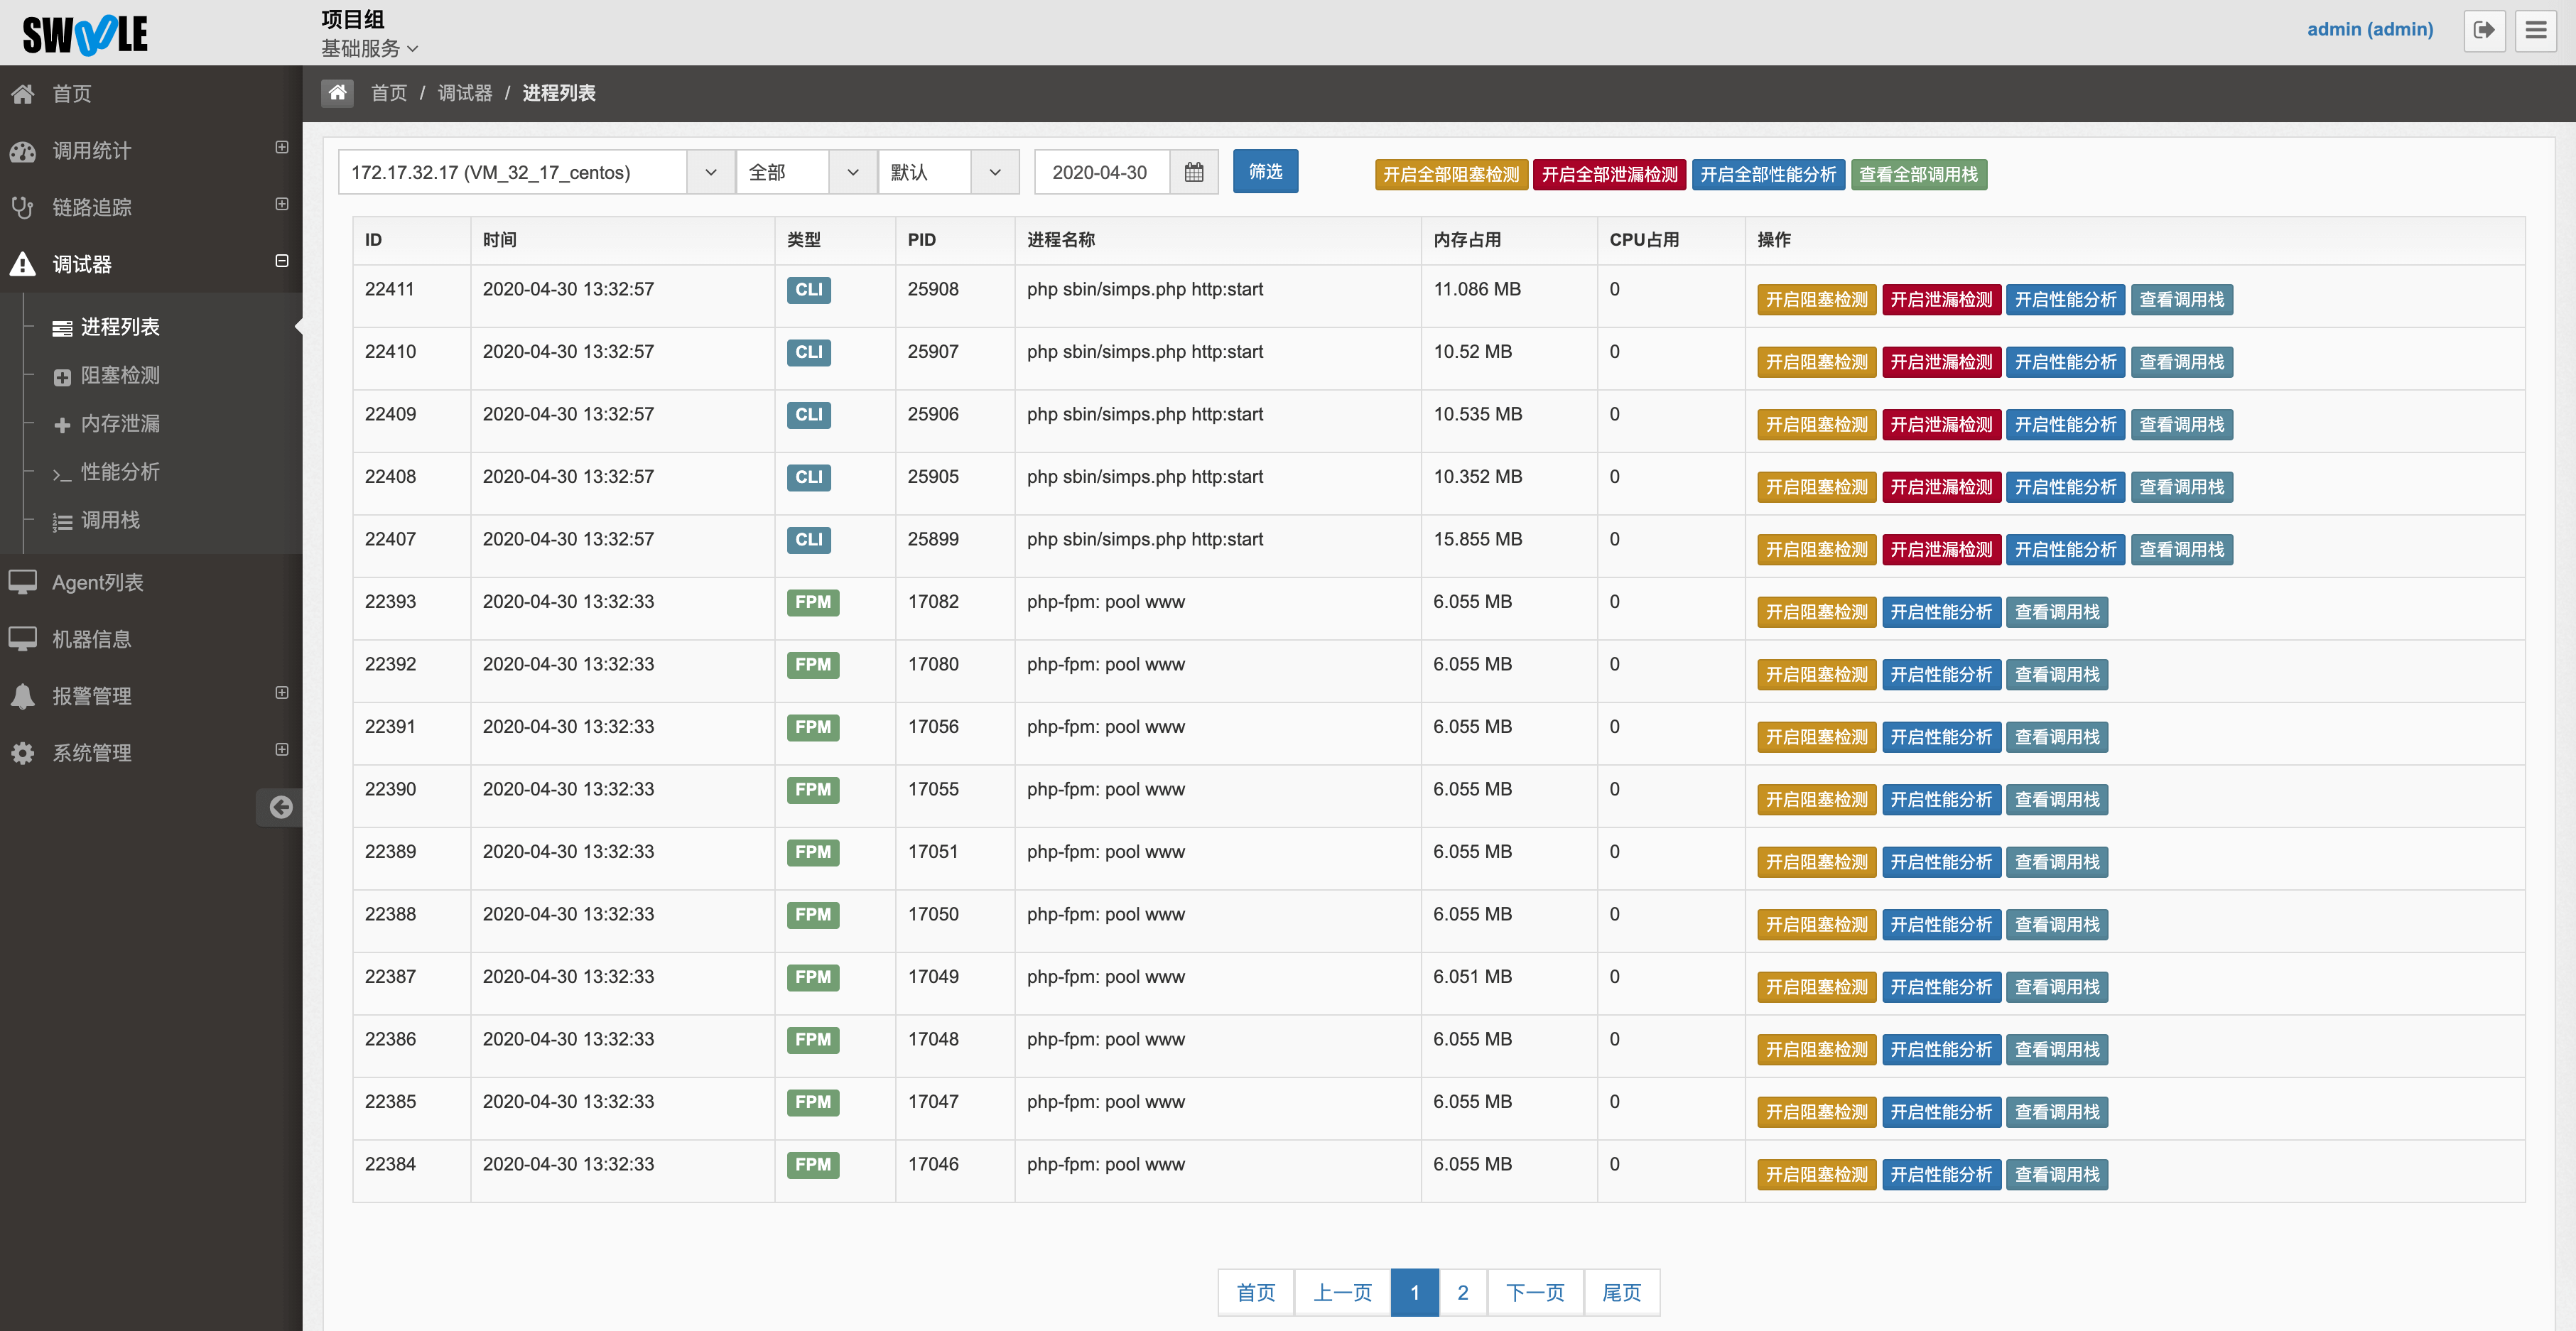 SWOOLE
项目组
基础服务
admin (admin)
首页
调用统计
链路追踪
调试器
进程列表
阻塞检测
内存泄漏
性能分析
调用栈
Agent列表
机器信息
报警管理
系统管理
首页 / 调试器 / 进程列表
172.17.32.17 (VM_32_17_centos) 全部 默认 2020-04-30 筛选 开启全部阻塞检测 开启全部泄漏检测 开启全部性能分析 查看全部调用栈
ID 时间 类型 PID 进程名称 内存占用 CPU占用 操作
22411 2020-04-30 13:32:57 CLI 25908 php sbin/simps.php http:start 11.086 MB 0 开启阻塞检测 开启泄漏检测 开启性能分析 查看调用栈
22410 2020-04-30 13:32:57 CLI 25907 php sbin/simps.php http:start 10.52 MB 0 开启阻塞检测 开启泄漏检测 开启性能分析 查看调用栈
22409 2020-04-30 13:32:57 CLI 25906 php sbin/simps.php http:start 10.535 MB 0 开启阻塞检测 开启泄漏检测 开启性能分析 查看调用栈
22408 2020-04-30 13:32:57 CLI 25905 php sbin/simps.php http:start 10.352 MB 0 开启阻塞检测 开启泄漏检测 开启性能分析 查看调用栈
22407 2020-04-30 13:32:57 CLI 25899 php sbin/simps.php http:start 15.855 MB 0 开启阻塞检测 开启泄漏检测 开启性能分析 查看调用栈
22393 2020-04-30 13:32:33 FPM 17082 php-fpm: pool www 6.055 MB 0 开启阻塞检测 开启性能分析 查看调用栈
22392 2020-04-30 13:32:33 FPM 17080 php-fpm: pool www 6.055 MB 0 开启阻塞检测 开启性能分析 查看调用栈
22391 2020-04-30 13:32:33 FPM 17056 php-fpm: pool www 6.055 MB 0 开启阻塞检测 开启性能分析 查看调用栈
22390 2020-04-30 13:32:33 FPM 17055 php-fpm: pool www 6.055 MB 0 开启阻塞检测 开启性能分析 查看调用栈
22389 2020-04-30 13:32:33 FPM 17051 php-fpm: pool www 6.055 MB 0 开启阻塞检测 开启性能分析 查看调用栈
22388 2020-04-30 13:32:33 FPM 17050 php-fpm: pool www 6.055 MB 0 开启阻塞检测 开启性能分析 查看调用栈
22387 2020-04-30 13:32:33 FPM 17049 php-fpm: pool www 6.051 MB 0 开启阻塞检测 开启性能分析 查看调用栈
22386 2020-04-30 13:32:33 FPM 17048 php-fpm: pool www 6.055 MB 0 开启阻塞检测 开启性能分析 查看调用栈
22385 2020-04-30 13:32:33 FPM 17047 php-fpm: pool www 6.055 MB 0 开启阻塞检测 开启性能分析 查看调用栈
22384 2020-04-30 13:32:33 FPM 17046 php-fpm: pool www 6.055 MB 0 开启阻塞检测 开启性能分析 查看调用栈
首页 上一页 1 2 下一页 尾页